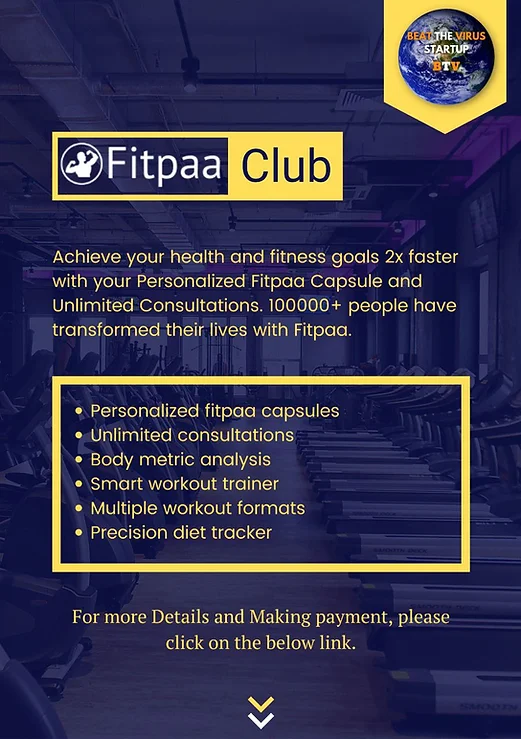 BEAT THE VIRUS
STARTUP
BTV
Fitpaa Club
Achieve your health and fitness goals 2x faster
with your Personalized Fitpaa Capsule and
Unlimited Consultations. 100000+ people have
transformed their lives with Fitpaa.
• Personalized fitpaa capsules
• Unlimited consultations
• Body metric analysis
• Smart workout trainer
• Multiple workout formats
• Precision diet tracker
For more Details and Making payment, please
click on the below link.